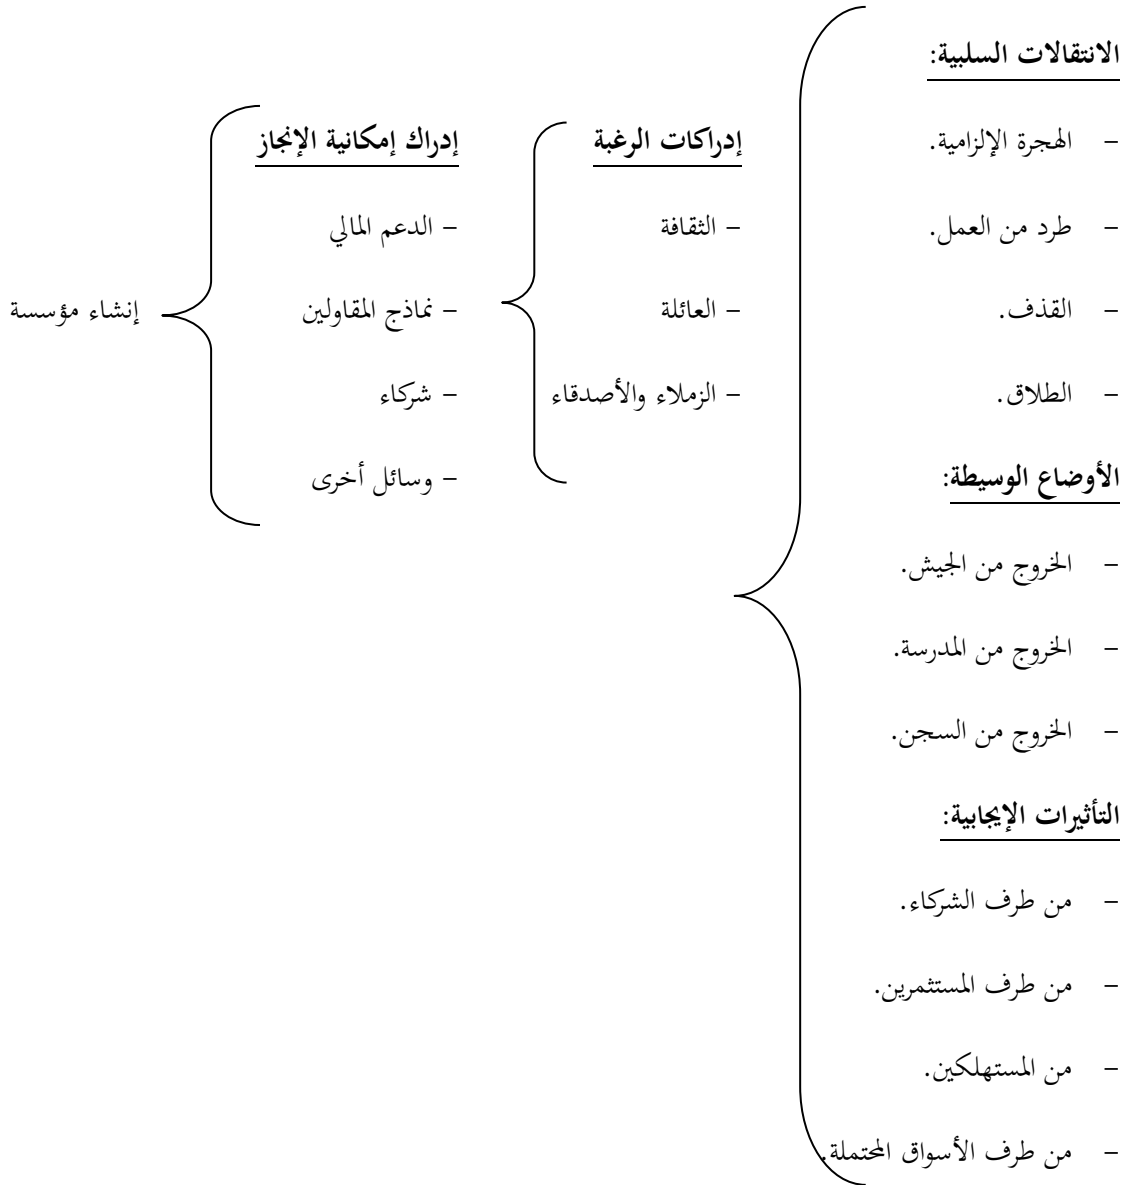 الانتقالات السلبية:
– الهجرة الإلزامية.
– طرد من العمل.
– القذف.
– الطلاق.
الأوضاع الوسيطة:
– الخروج من الجيش.
– الخروج من المدرسة.
– الخروج من السجن.
التأثيرات الإيجابية:
– من طرف الشركاء.
– من طرف المستثمرين.
– من المستهلكين.
– من طرف الأسواق المحتملة.
إدراكات الرغبة
– الثقافة
– العائلة
– الزملاء والأصدقاء
إدراك إمكانية الإنجاز
– الدعم المالي
– نماذج المقاولين
– شركاء
– وسائل أخرى
إنشاء مؤسسة